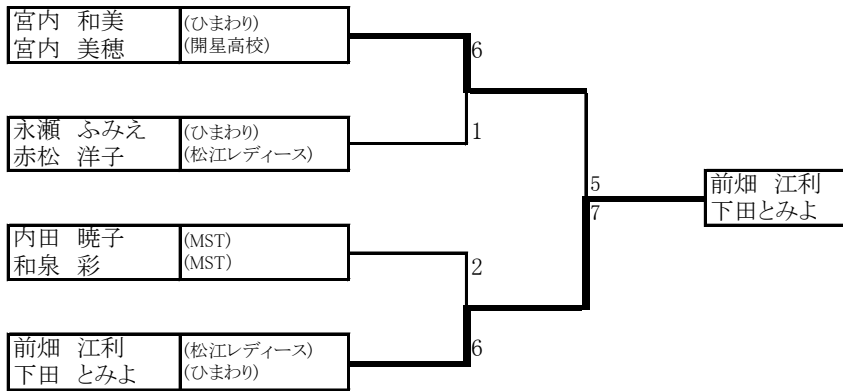 宮内　和美 (ひまわり)
宮内　美穂 (開星高校)
6
永瀬　ふみえ (ひまわり)
赤松　洋子 (松江レディース)
1
5
7
前畑　江利
下田とみよ
内田　暁子 (MST)
和泉　彩 (MST)
2
前畑　江利 (松江レディース)
下田　とみよ (ひまわり)
6